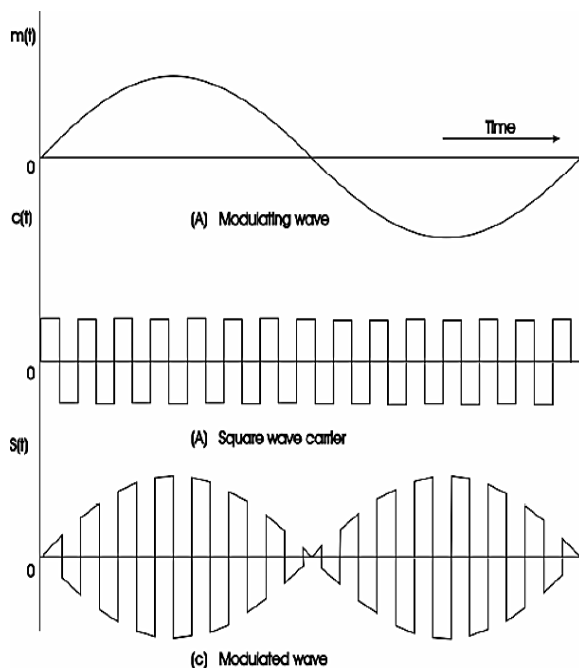 m(t)
Time
0
c(t)
(A) Modulating wave
0
(A) Square wave carrier
S(t)
0
(c) Modulated wave